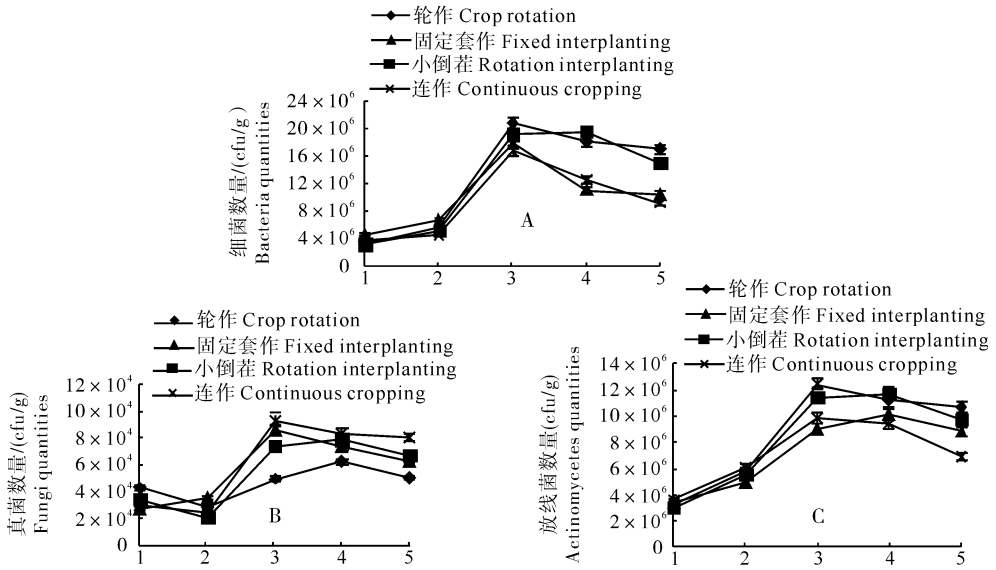 轮作 Crop rotation
固定套作 Fixed interplanting
小倒茬 Rotation interplanting
连作 Continuous cropping
细菌数量/(cfu/g)
Bacteria quantities
24×10⁶
20×10⁶
16×10⁶
12×10⁶
8×10⁶
4×10⁶
0
A
1 2 3 4 5
轮作 Crop rotation
固定套作 Fixed interplanting
小倒茬 Rotation interplanting
连作 Continuous cropping
真菌数量/(cfu/g)
Fungi quantities
12×10⁴
10×10⁴
8×10⁴
6×10⁴
4×10⁴
2×10⁴
0
B
1 2 3 4 5
轮作 Crop rotation
固定套作 Fixed interplanting
小倒茬 Rotation interplanting
连作 Continuous cropping
放线菌数量(cfu/g)
Actinomycetes quantities
14×10⁶
12×10⁶
10×10⁶
8×10⁶
6×10⁶
4×10⁶
2×10⁶
0
C
1 2 3 4 5